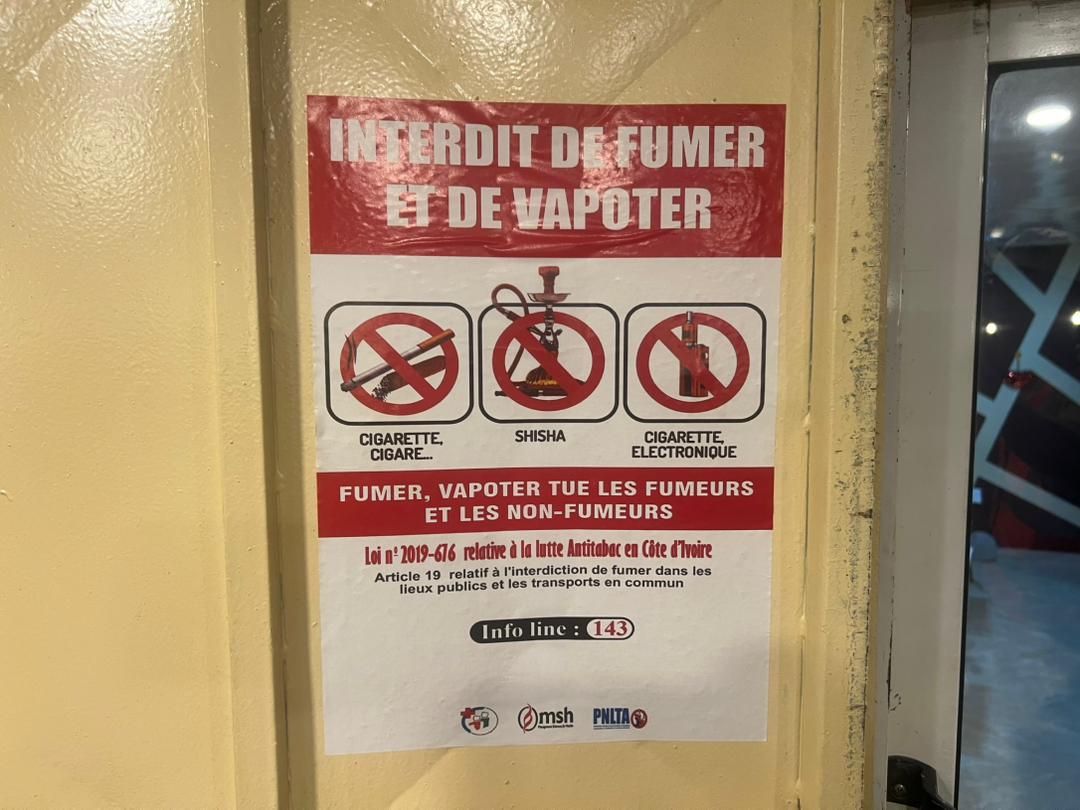 INTERDIT DE FUMER
ET DE VAPOTER
CIGARETTE,
CIGARE...
SHISHA
CIGARETTE,
ELECTRONIQUE
FUMER, VAPOTER TUE LES FUMEURS
ET LES NON-FUMEURS
Loi nº 2019-676 relative à la lutte Antitabac en Côte d'Ivoire
Article 19 relatif à l'interdiction de fumer dans les
lieux publics et les transports en commun
Info line : 143
msh
PNLTA